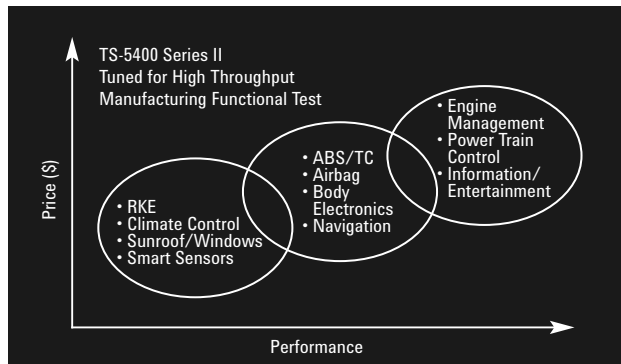 TS-5400 Series II
Tuned for High Throughput
Manufacturing Functional Test
Price ($)
• RKE
• Climate Control
• Sunroof/Windows
• Smart Sensors
• ABS/TC
• Airbag
• Body
Electronics
• Navigation
• Engine
Management
• Power Train
Control
• Information/
Entertainment
Performance